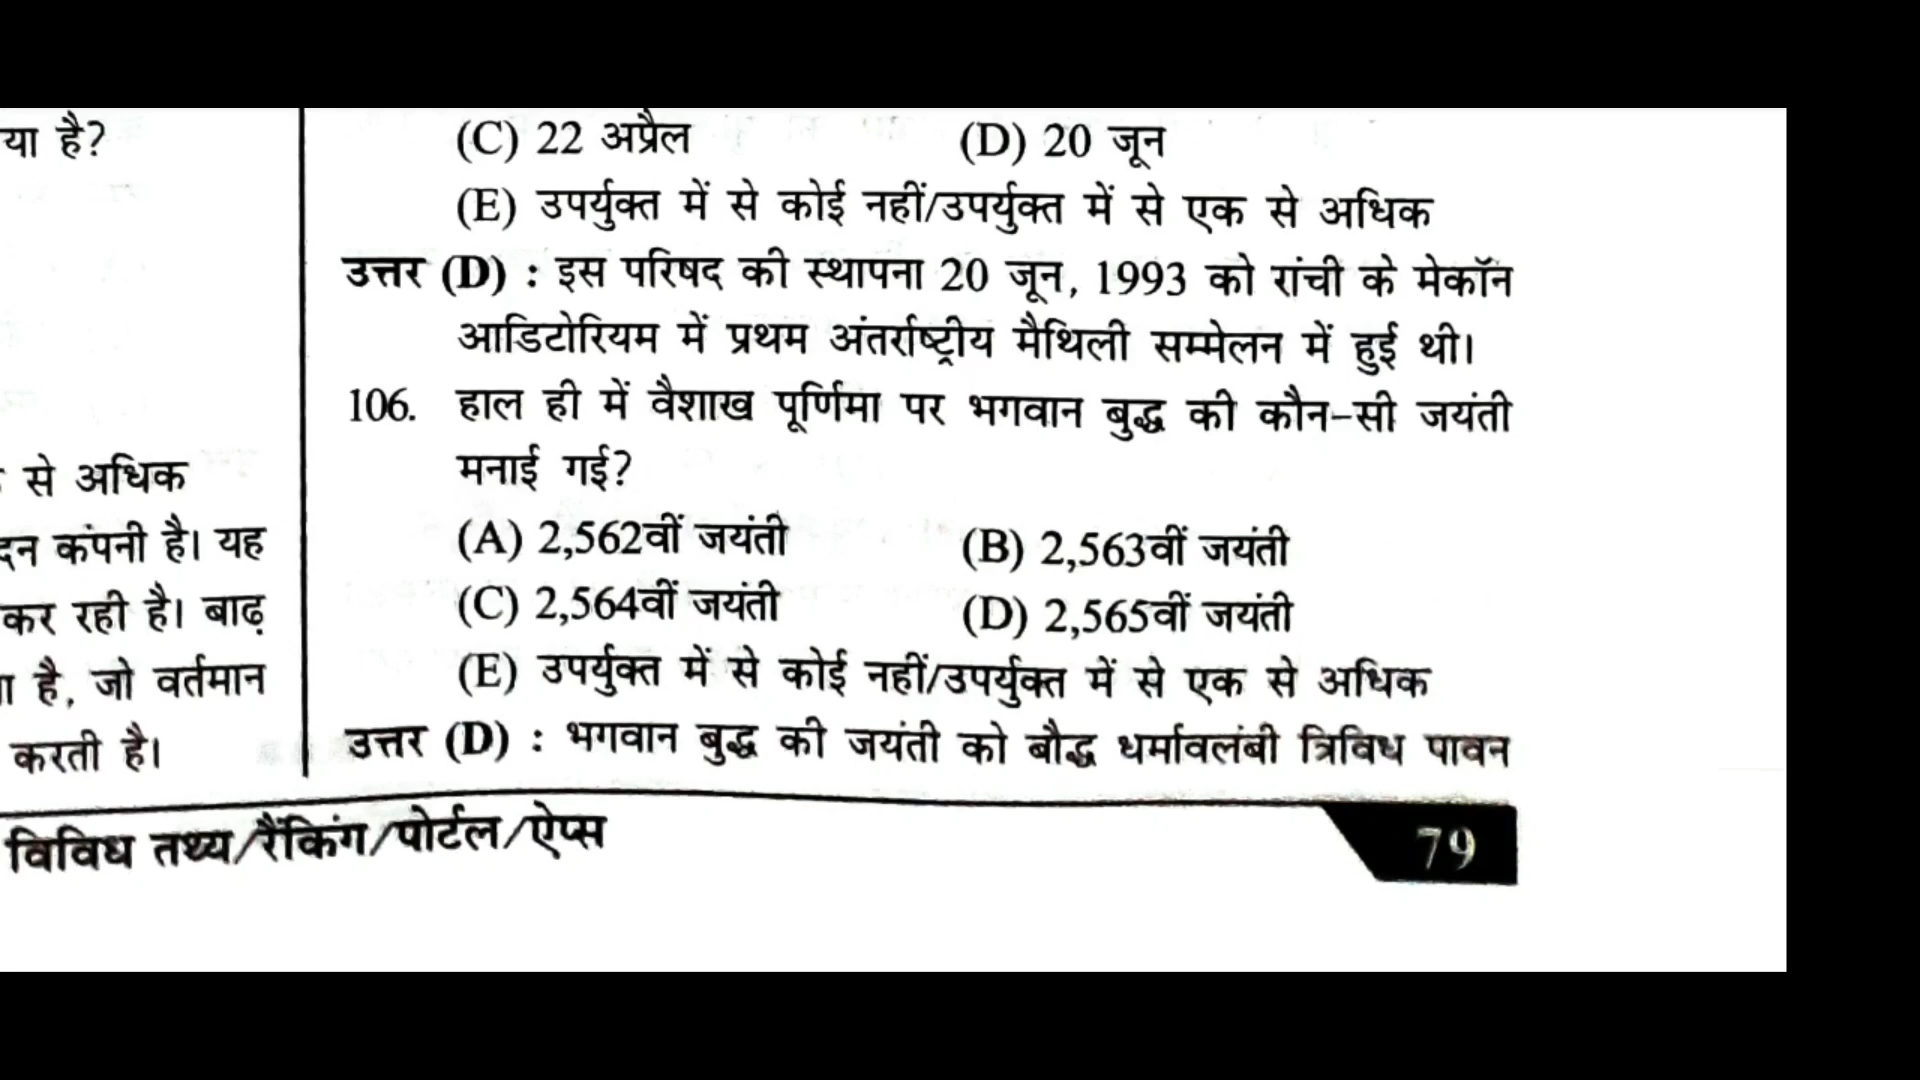 या है?
से अधिक
दन कंपनी है। यह
कर रही है। बाढ़
है, जो वर्तमान
करती है।
(C) 22 अप्रैल (D) 20 जून
(E) उपर्युक्त में से कोई नहीं/उपर्युक्त में से एक से अधिक
उत्तर (D) : इस परिषद की स्थापना 20 जून, 1993 को रांची के मेकॉन
आडिटोरियम में प्रथम अंतर्राष्ट्रीय मैथिली सम्मेलन में हुई थी।
106. हाल ही में वैशाख पूर्णिमा पर भगवान बुद्ध की कौन-सी जयंती
मनाई गई?
(A) 2,562वीं जयंती (B) 2,563वीं जयंती
(C) 2,564वीं जयंती (D) 2,565वीं जयंती
(E) उपर्युक्त में से कोई नहीं/उपर्युक्त में से एक से अधिक
उत्तर (D) : भगवान बुद्ध की जयंती को बौद्ध धर्मावलंबी त्रिविध पावन
विविध तथ्य/रैंकिंग/पोर्टल/ऐप्स 79